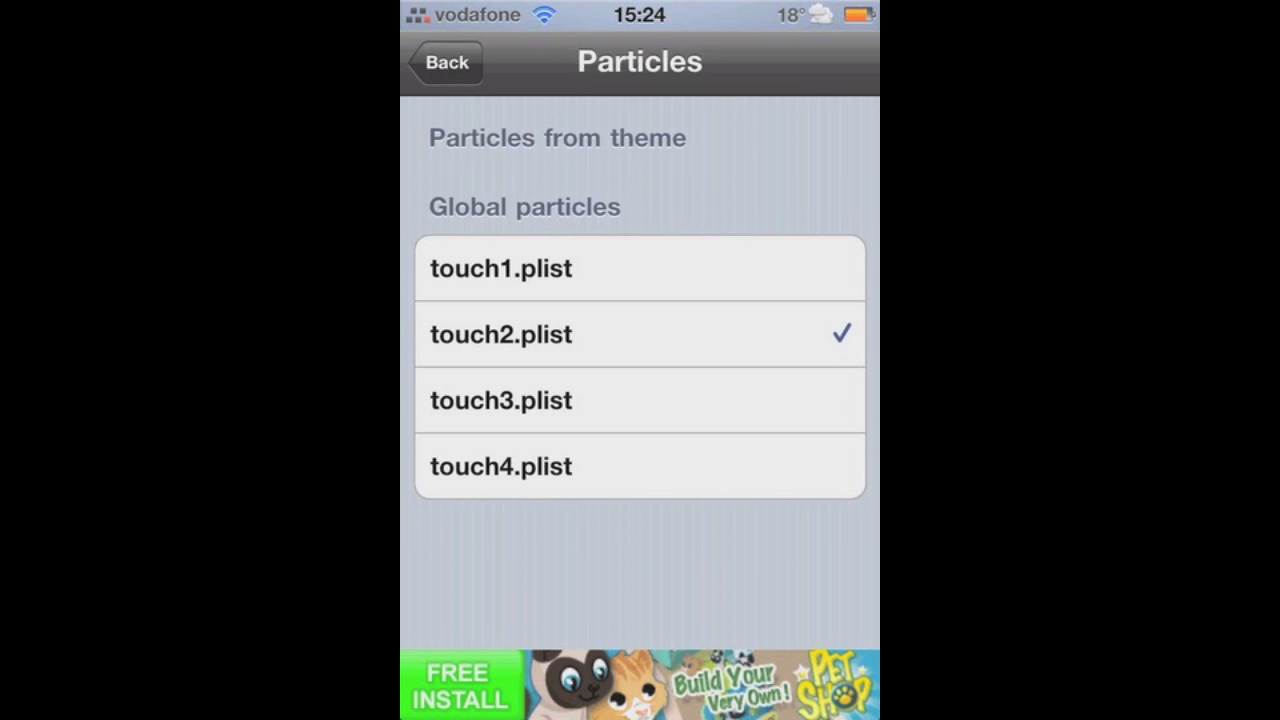 vodafone 15:24 18°
Back Particles
Particles from theme
Global particles
touch1.plist
touch2.plist
touch3.plist
touch4.plist
FREE
INSTALL
Build Your
Very Own!
PET
SHOP